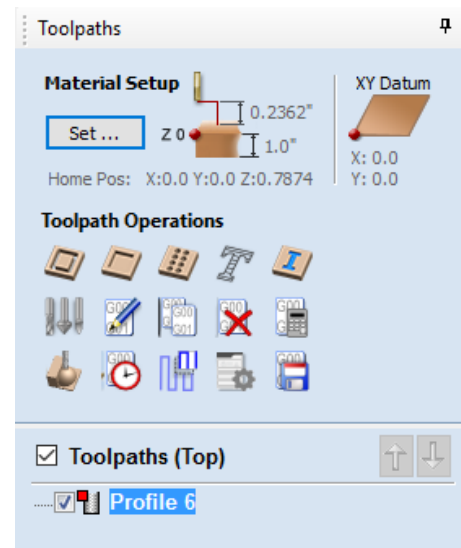 Toolpaths
Material Setup
XY Datum
0.2362"
Set ...
Z 0
1.0"
X: 0.0
Home Pos: X:0.0 Y:0.0 Z:0.7874
Y: 0.0
Toolpath Operations
Toolpaths (Top)
Profile 6